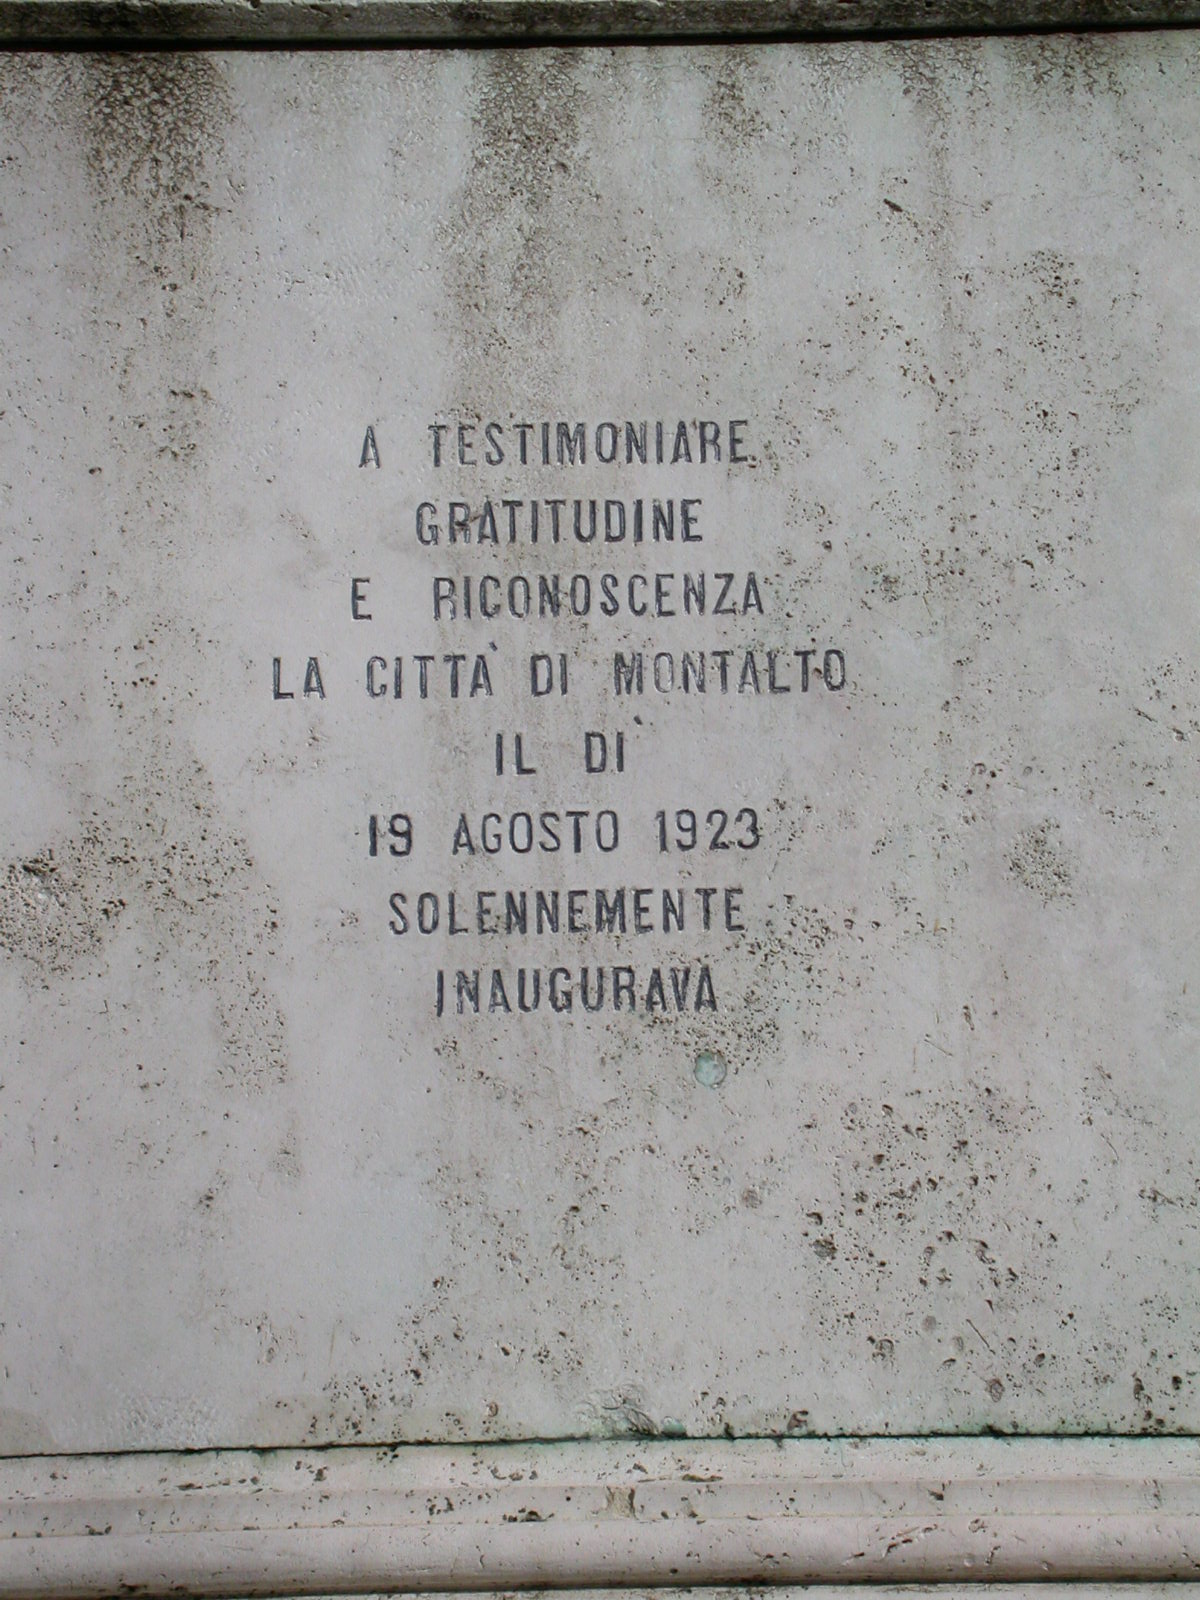 A TESTIMONIARE
GRATITUDINE
E RICONOSCENZA
LA CITTÀ DI MONTALTO
IL DÌ
19 AGOSTO 1923
SOLENNEMENTE
INAUGURAVA